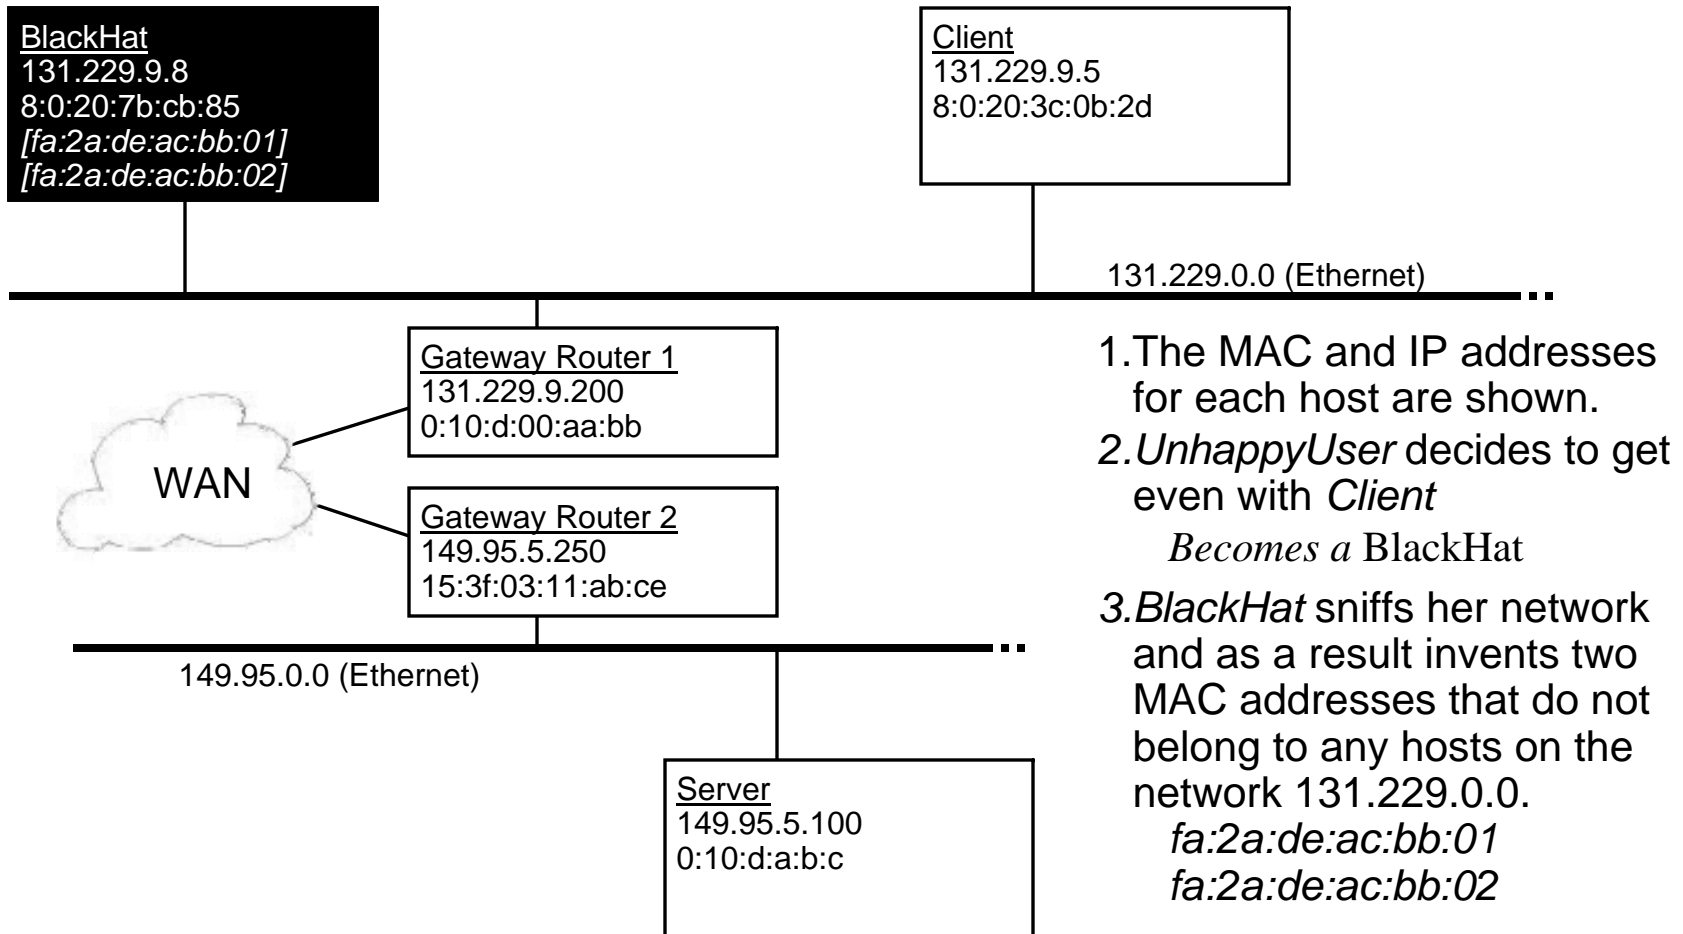 BlackHat
131.229.9.8
8:0:20:7b:cb:85
[fa:2a:de:ac:bb:01]
[fa:2a:de:ac:bb:02]
Client
131.229.9.5
8:0:20:3c:0b:2d
131.229.0.0 (Ethernet)
Gateway Router 1
131.229.9.200
0:10:d:00:aa:bb
WAN
Gateway Router 2
149.95.5.250
15:3f:03:11:ab:ce
149.95.0.0 (Ethernet)
Server
149.95.5.100
0:10:d:a:b:c
1.The MAC and IP addresses
for each host are shown.
2.UnhappyUser decides to get
even with Client
Becomes a BlackHat
3.BlackHat sniffs her network
and as a result invents two
MAC addresses that do not
belong to any hosts on the
network 131.229.0.0.
fa:2a:de:ac:bb:01
fa:2a:de:ac:bb:02